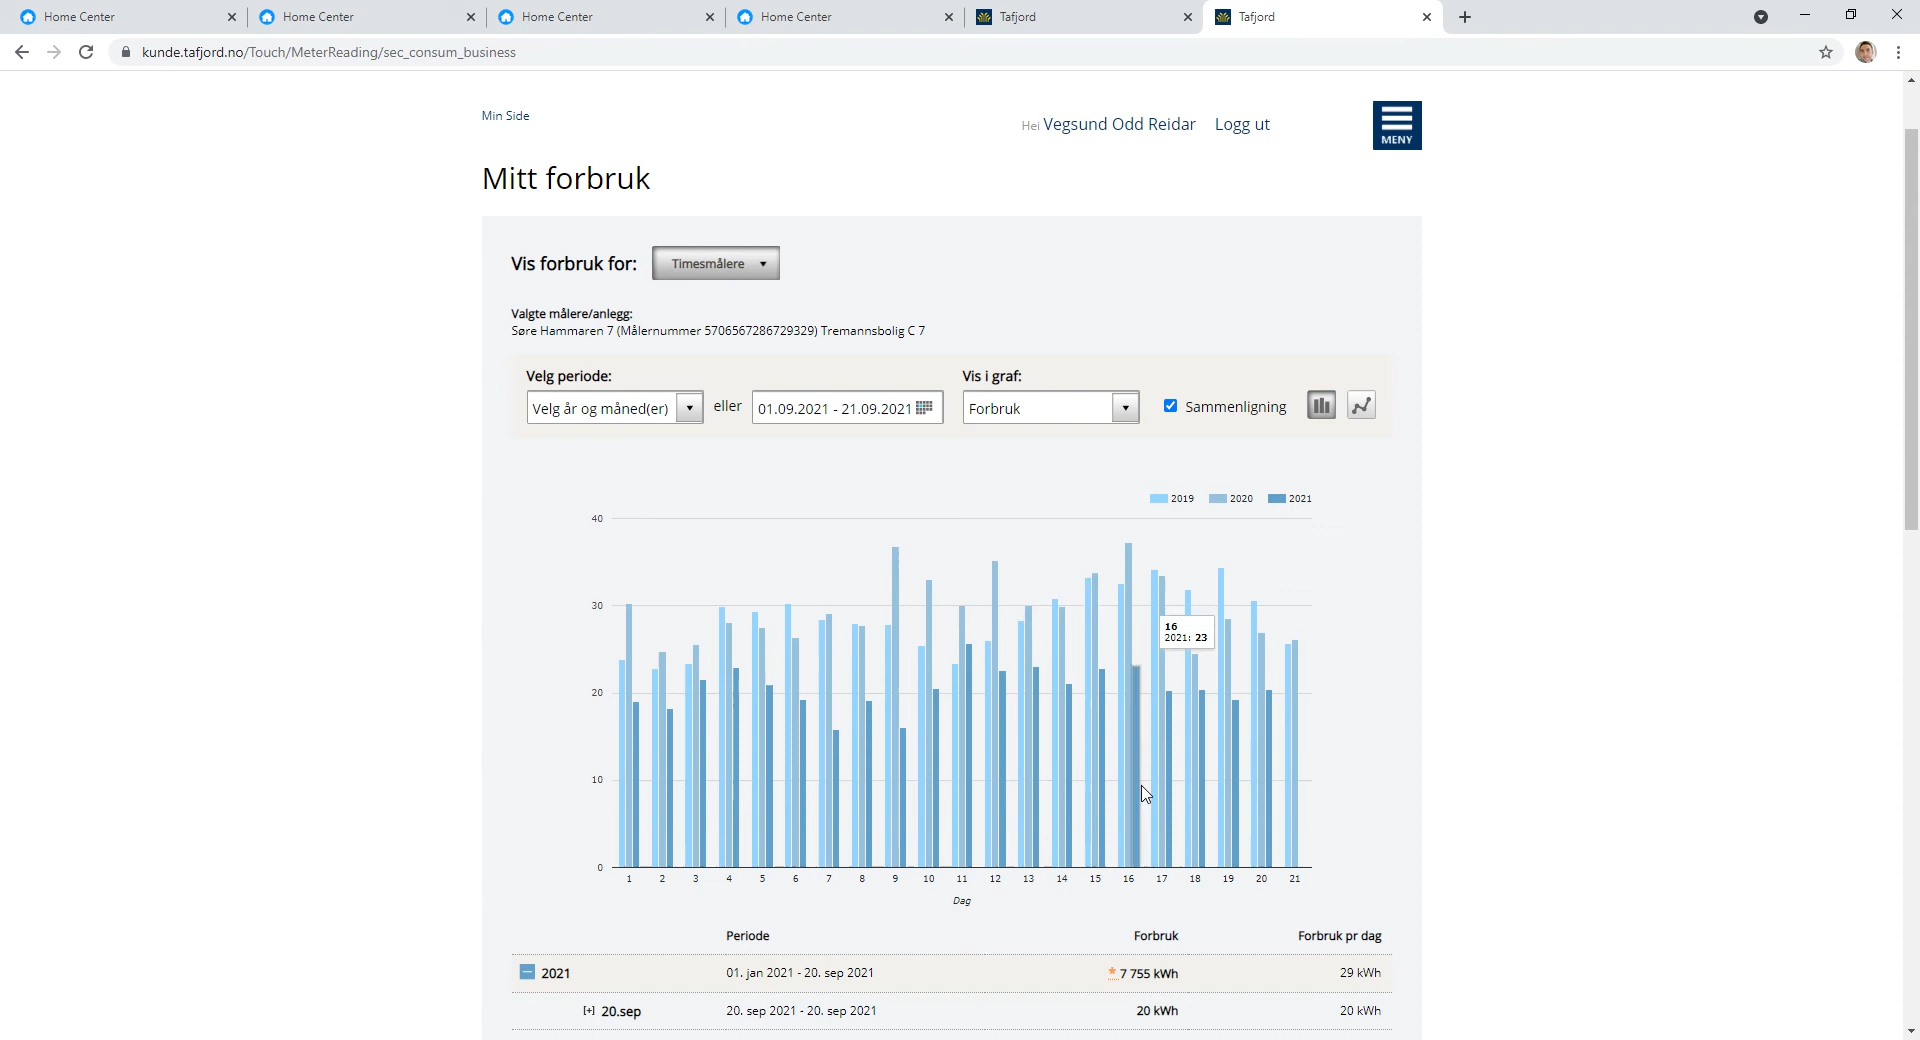 Home Center
Home Center
Home Center
Home Center
Tafjord
Tafjord
kunde.tafjord.no/Touch/MeterReading/sec_consum_business
Min Side
Hei Vegsund Odd Reidar Logg ut
MENY
Mitt forbruk
Vis forbruk for: Timesmålere
Valgte målere/anlegg:
Søre Hammaren 7 (Målernummer 5706567286729329) Tremannsbolig C 7
Velg periode: Vis i graf:
Velg år og måned(er) eller 01.09.2021 - 21.09.2021 Forbruk Sammenligning
2019 2020 2021
40
30
16
2021: 23
20
10
0
1 2 3 4 5 6 7 8 9 10 11 12 13 14 15 16 17 18 19 20 21
Dag
Periode Forbruk Forbruk pr dag
2021 01. jan 2021 - 20. sep 2021 * 7 755 kWh 29 kWh
[+] 20.sep 20. sep 2021 - 20. sep 2021 20 kWh 20 kWh